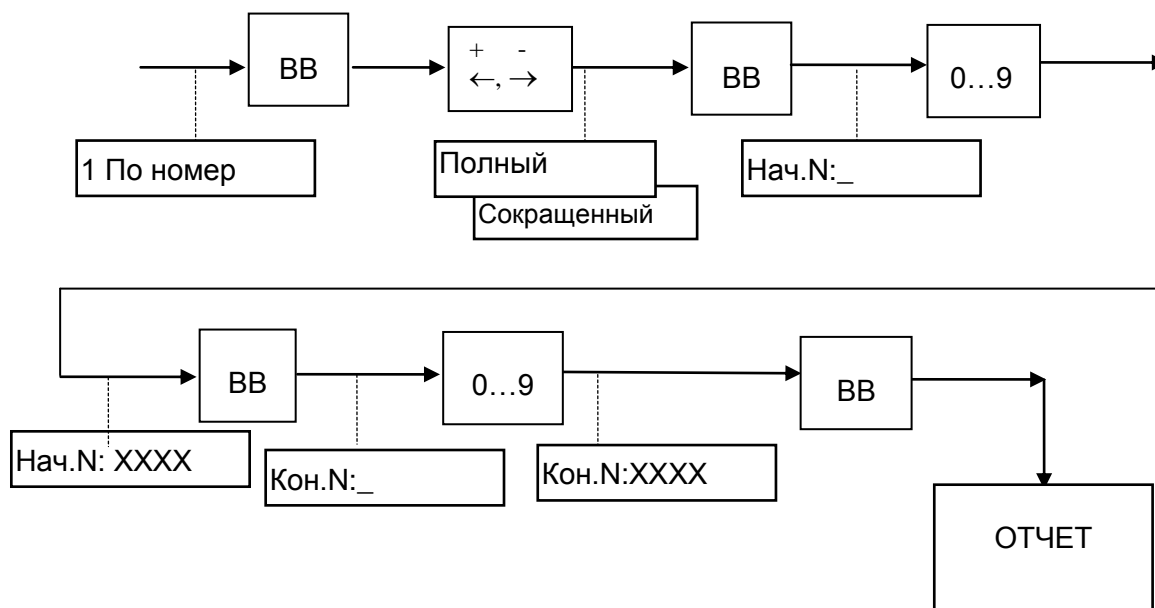 ВВ
+ -
←, →
ВВ
0…9
1 По номер
Полный
Сокращенный
Нач.N:_
ВВ
0…9
ВВ
Нач.N: XXXX
Кон.N:_
Кон.N:XXXX
ОТЧЕТ